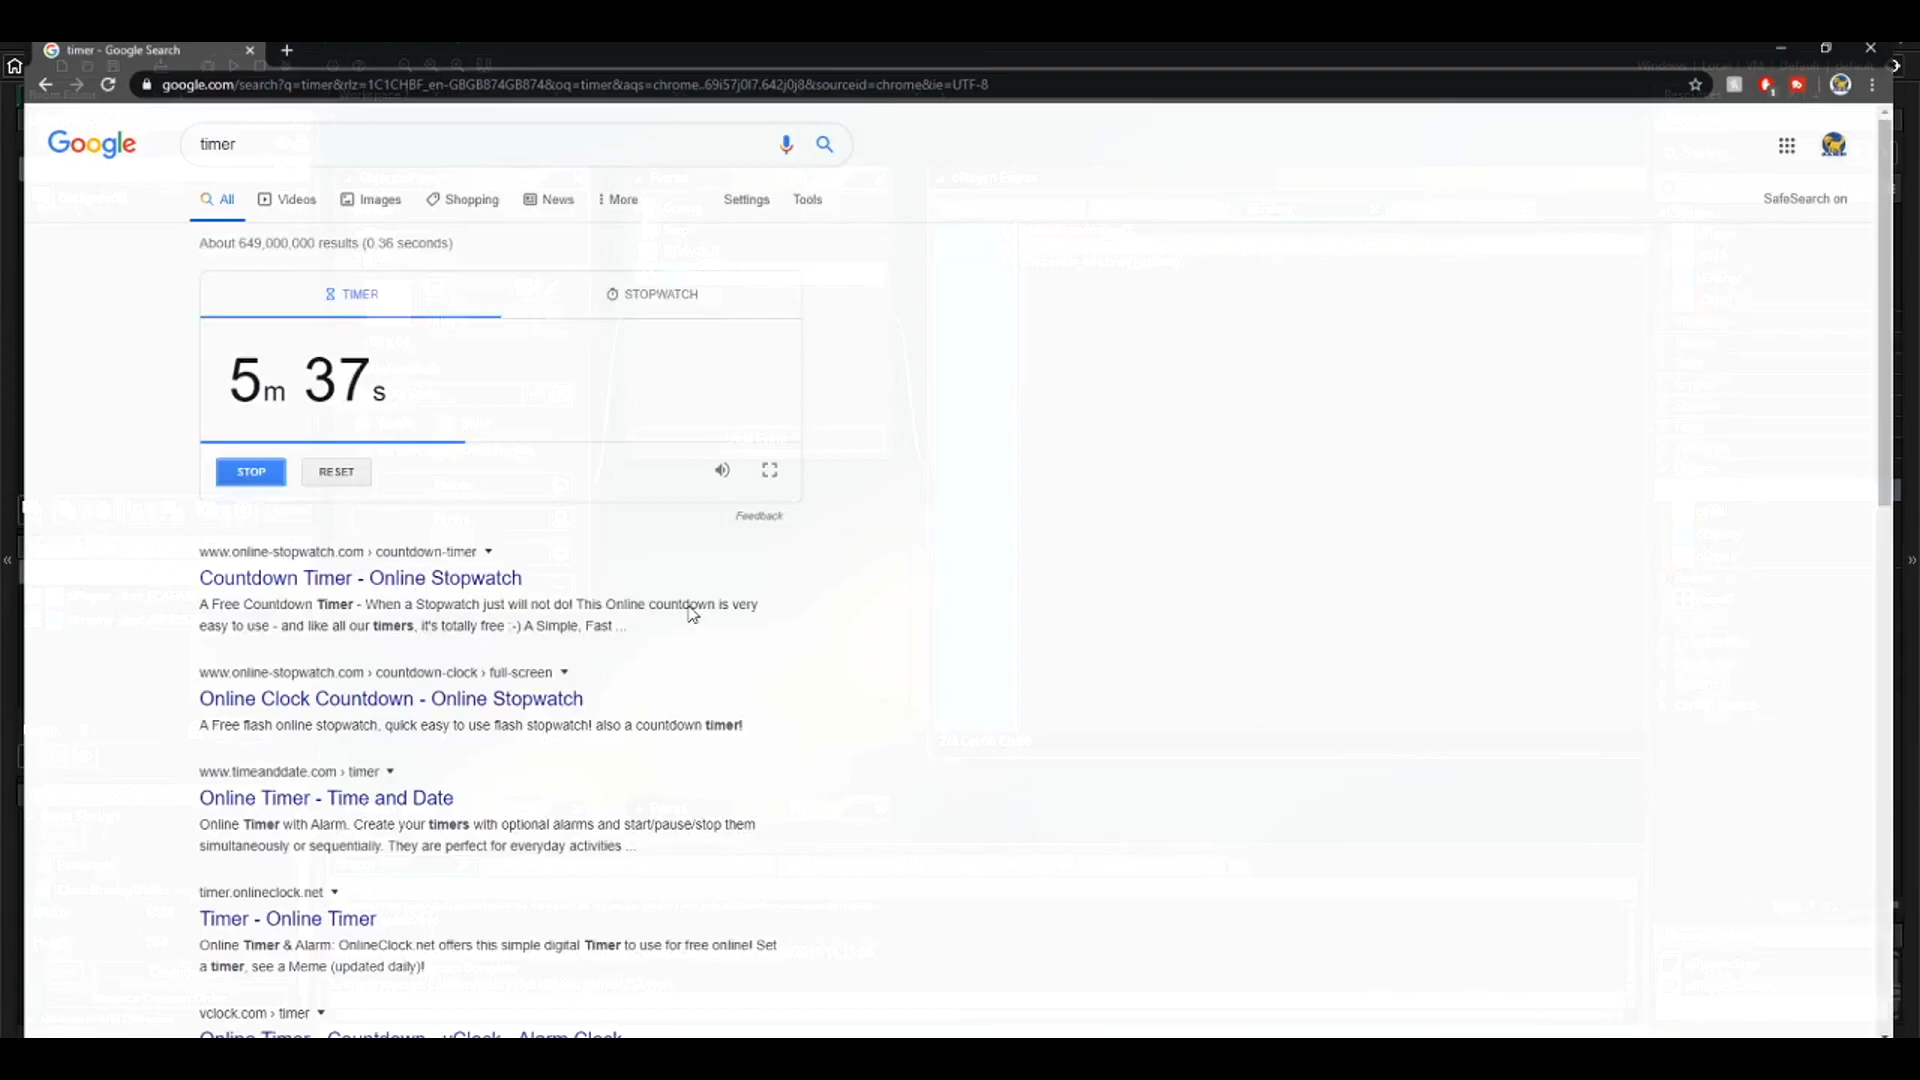 timer - Google Search
google.com/search?q=timer&rlz=1C1CHBF_en-GBGB874GB874&oq=timer&aqs=chrome..69i57j0l7.642j0j8&sourceid=chrome&ie=UTF-8
Google
timer
All Videos Images Shopping News More Settings Tools
SafeSearch on
About 649,000,000 results (0.36 seconds)
TIMER STOPWATCH
5m 37s
STOP RESET
Feedback
www.online-stopwatch.com › countdown-timer
Countdown Timer - Online Stopwatch
A Free Countdown Timer - When a Stopwatch just will not do! This Online countdown is very
easy to use - and like all our timers, it's totally free :-) A Simple, Fast ...
www.online-stopwatch.com › countdown-clock › full-screen
Online Clock Countdown - Online Stopwatch
A Free flash online stopwatch, quick easy to use flash stopwatch! also a countdown timer!
www.timeanddate.com › timer
Online Timer - Time and Date
Online Timer with Alarm. Create your timers with optional alarms and start/pause/stop them
simultaneously or sequentially. They are perfect for everyday activities ...
timer.onlineclock.net
Timer - Online Timer
Online Timer & Alarm: OnlineClock.net offers this simple digital Timer to use for free online! Set
a timer, see a Meme (updated daily)!
vclock.com › timer
Online Timer - Countdown - vClock - Alarm Clock